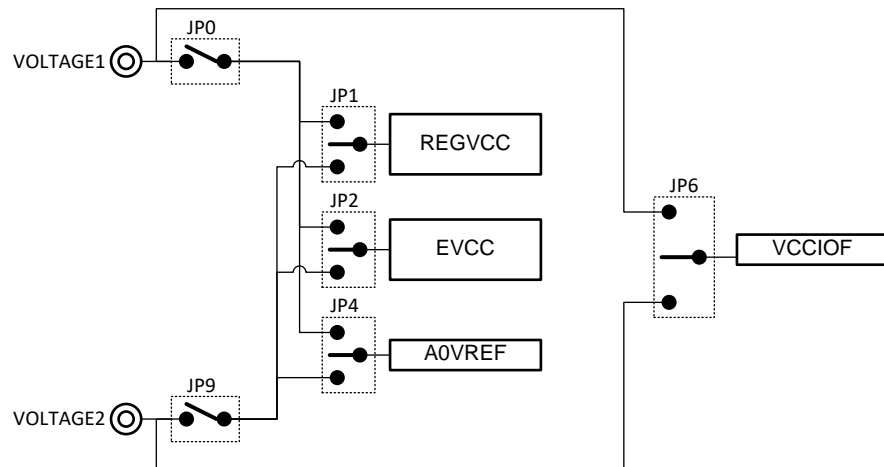 JP0
VOLTAGE1
JP1
REGVCC
JP6
JP2
EVCC
VCCIOF
JP4
A0VREF
JP9
VOLTAGE2